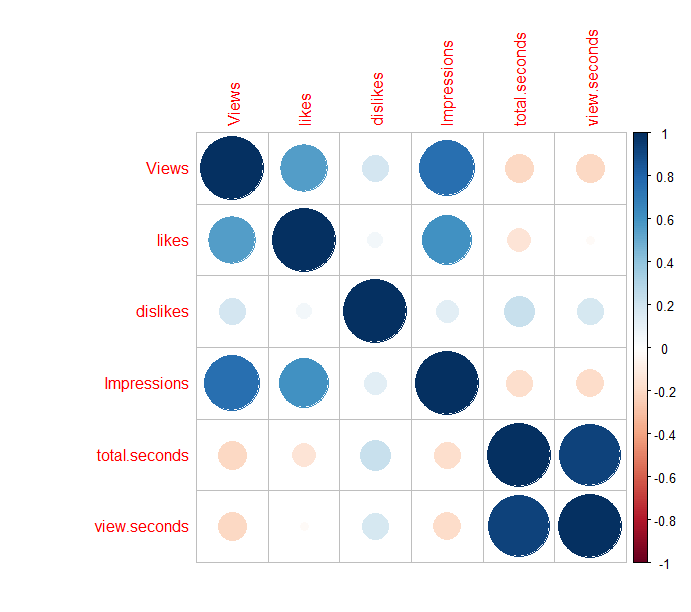 Views
likes
dislikes
Impressions
total.seconds
view.seconds
Views
likes
dislikes
Impressions
total.seconds
view.seconds
1
0.8
0.6
0.4
0.2
0
-0.2
-0.4
-0.6
-0.8
-1